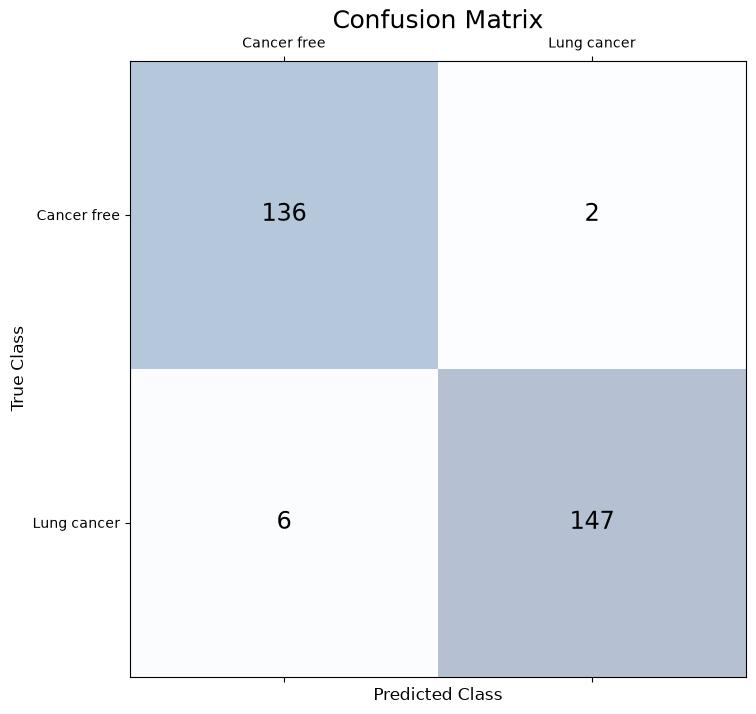 Confusion Matrix
Cancer free
Lung cancer
Cancer free
136
2
True Class
Lung cancer
6
147
Predicted Class